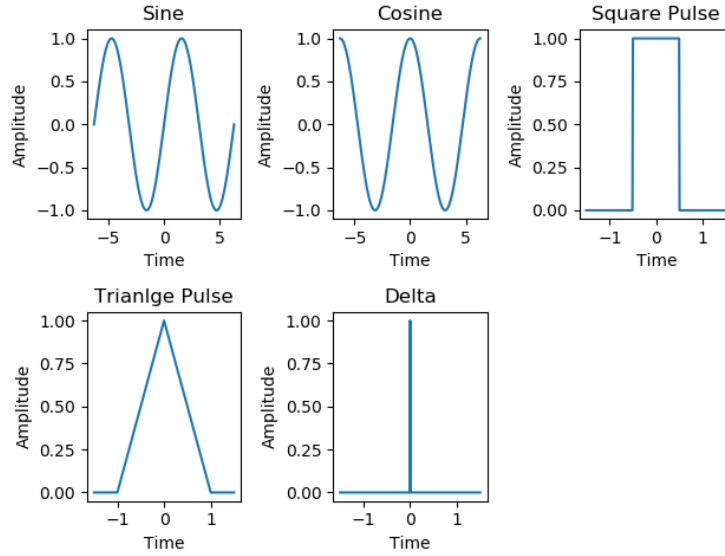 Sine
Amplitude
1.0
0.5
0.0
−0.5
−1.0
−5 0 5
Time
Cosine
Amplitude
1.0
0.5
0.0
−0.5
−1.0
−5 0 5
Time
Square Pulse
Amplitude
1.00
0.75
0.50
0.25
0.00
−1 0 1
Time
Trianlge Pulse
Amplitude
1.00
0.75
0.50
0.25
0.00
−1 0 1
Time
Delta
Amplitude
1.00
0.75
0.50
0.25
0.00
−1 0 1
Time